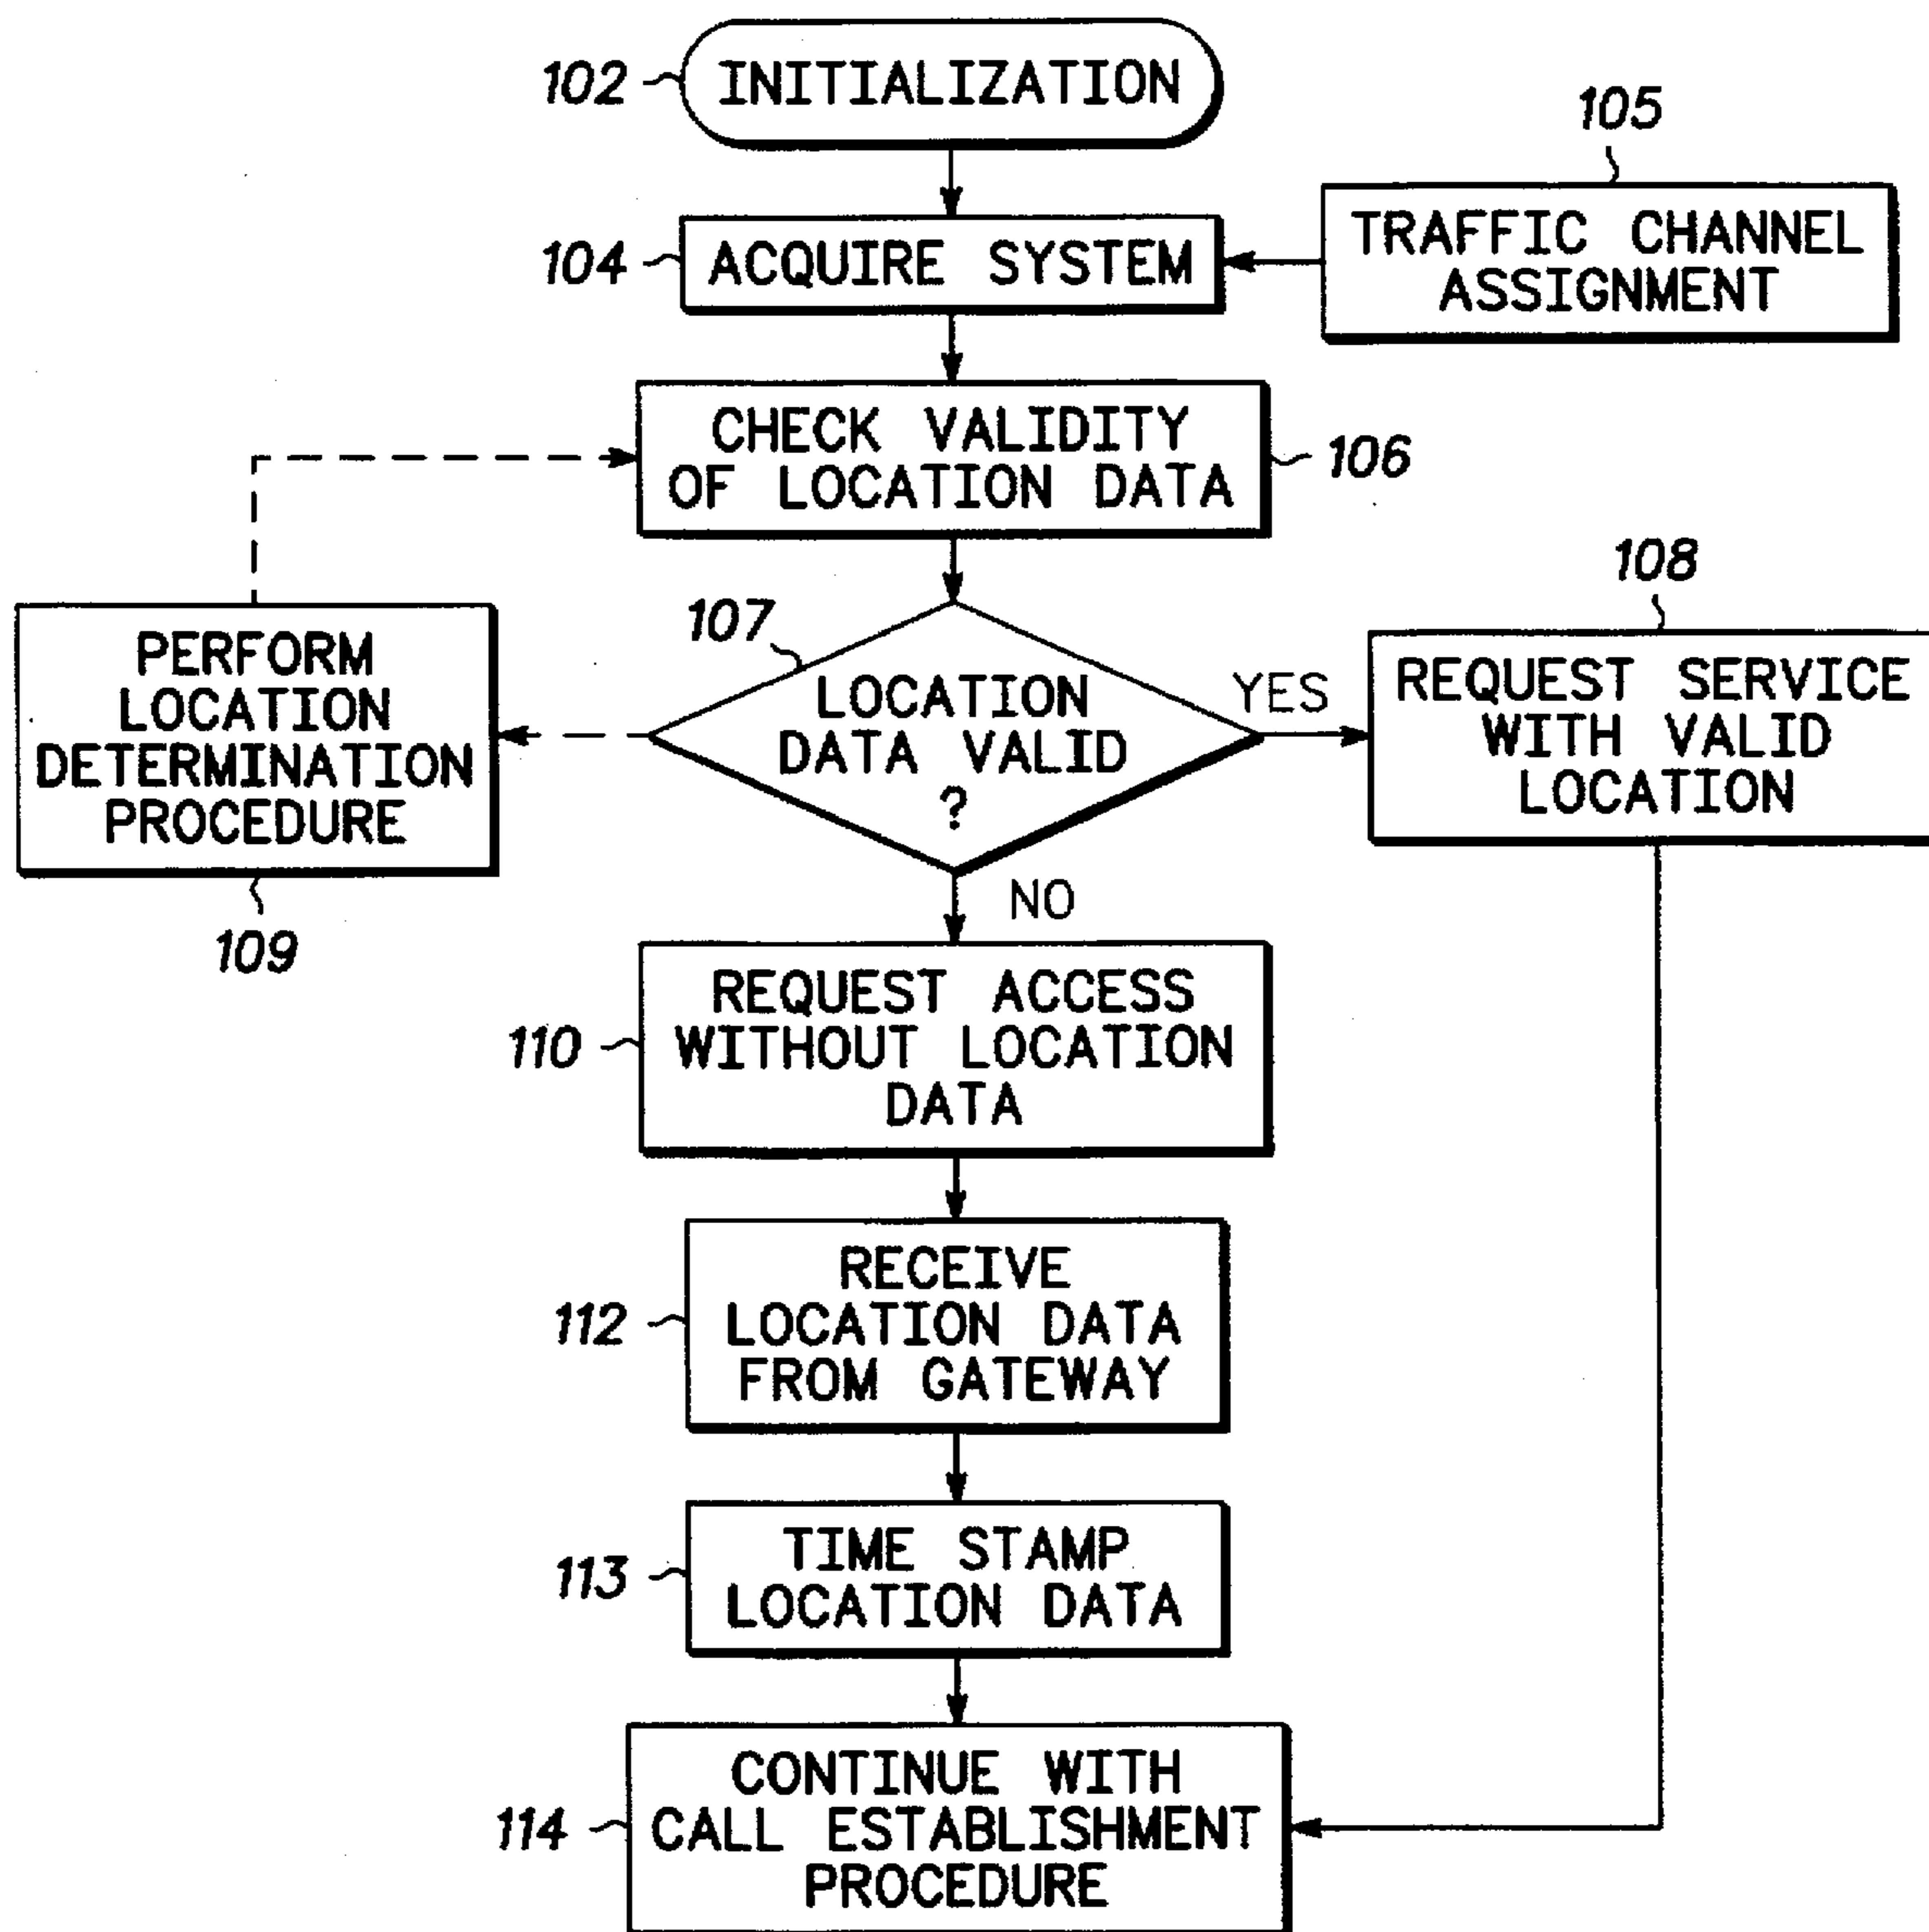 102
INITIALIZATION
105
TRAFFIC CHANNEL
ASSIGNMENT
104
ACQUIRE SYSTEM
CHECK VALIDITY
OF LOCATION DATA
106
107
LOCATION
DATA VALID
?
YES
108
REQUEST SERVICE
WITH VALID
LOCATION
PERFORM
LOCATION
DETERMINATION
PROCEDURE
109
NO
110
REQUEST ACCESS
WITHOUT LOCATION
DATA
112
RECEIVE
LOCATION DATA
FROM GATEWAY
113
TIME STAMP
LOCATION DATA
114
CONTINUE WITH
CALL ESTABLISHMENT
PROCEDURE